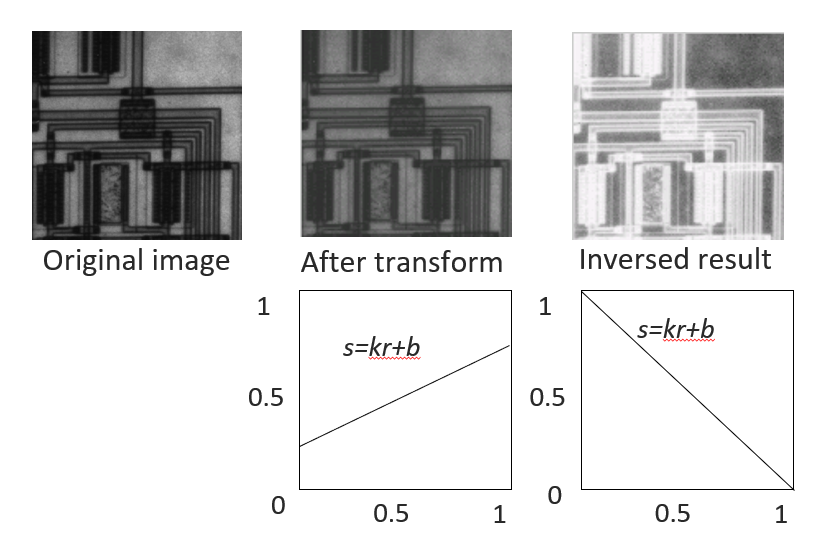 Original image
After transform
Inversed result
1
s=kr+b
0.5
0
0.5
1
1
s=kr+b
0.5
0
0.5
1